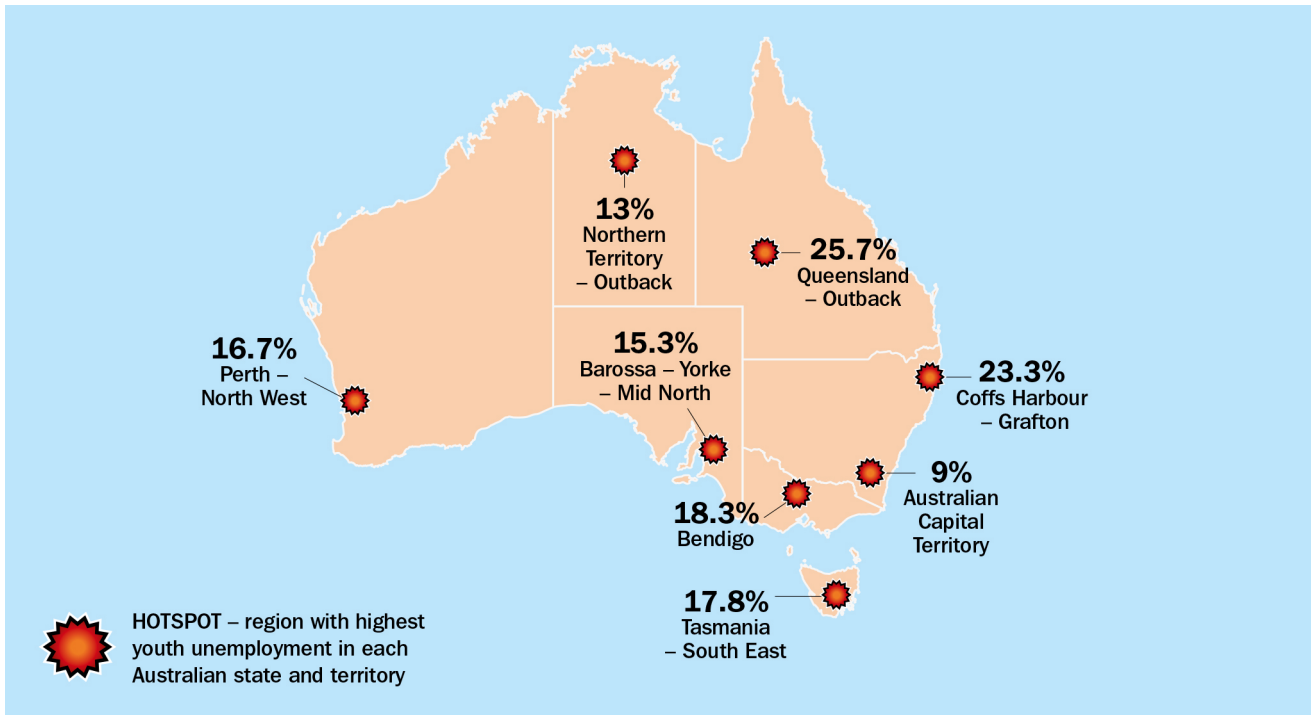 13%
Northern
Territory
– Outback
25.7%
Queensland
– Outback
16.7%
Perth –
North West
15.3%
Barossa – Yorke
– Mid North
23.3%
Coffs Harbour
– Grafton
9%
Australian
Capital
Territory
18.3%
Bendigo
17.8%
Tasmania
– South East
HOTSPOT – region with highest
youth unemployment in each
Australian state and territory